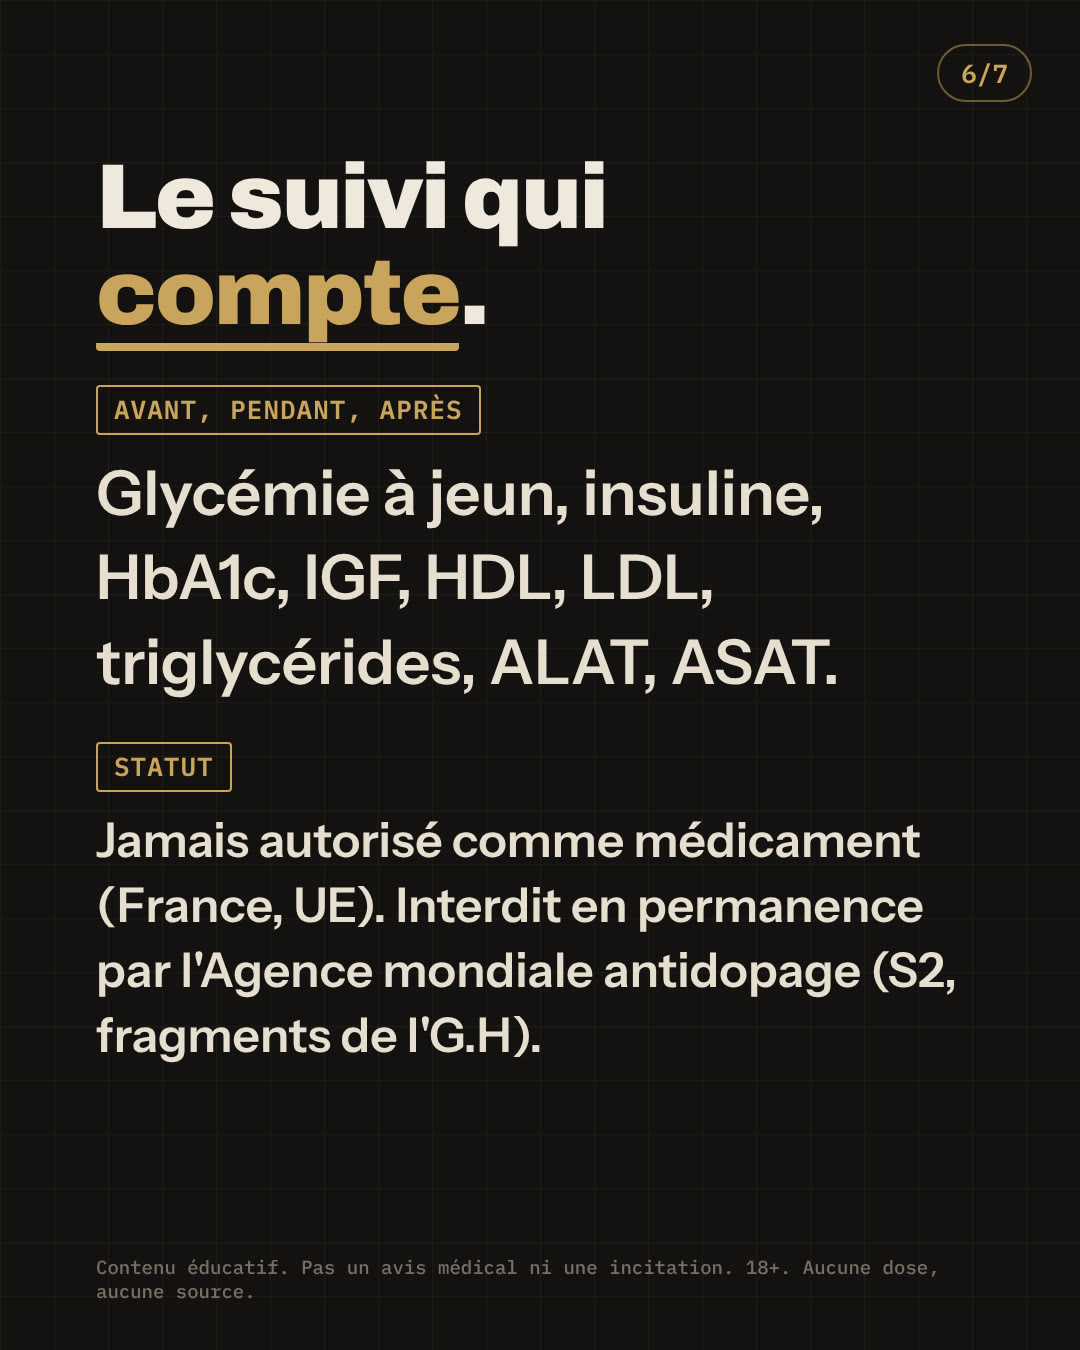 6/7
Le suivi qui
compte.
AVANT, PENDANT, APRÈS
Glycémie à jeun, insuline,
HbA1c, IGF, HDL, LDL,
triglycérides, ALAT, ASAT.
STATUT
Jamais autorisé comme médicament
(France, UE). Interdit en permanence
par l'Agence mondiale antidopage (S2,
fragments de l'G.H).
Contenu éducatif. Pas un avis médical ni une incitation. 18+. Aucune dose,
aucune source.